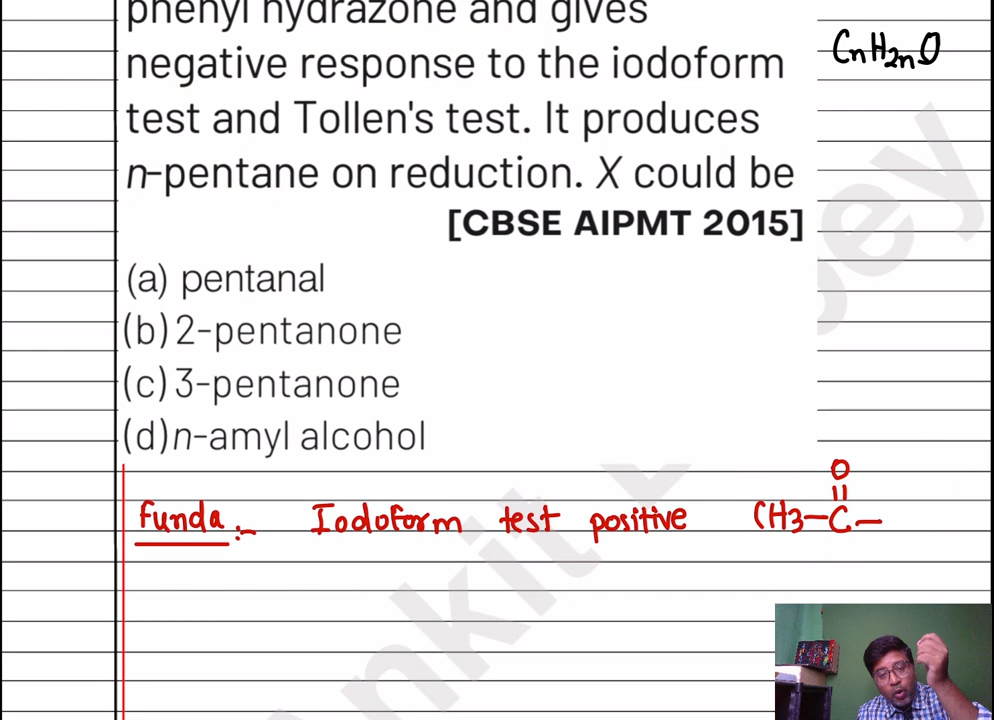 phenyl hydrazone and gives
CnH2nO
negative response to the iodoform
test and Tollen's test. It produces
n-pentane on reduction. X could be
[CBSE AIPMT 2015]
(a) pentanal
(b) 2-pentanone
(c) 3-pentanone
(d) n-amyl alcohol
O
funda :- Iodoform test positive CH3-C-